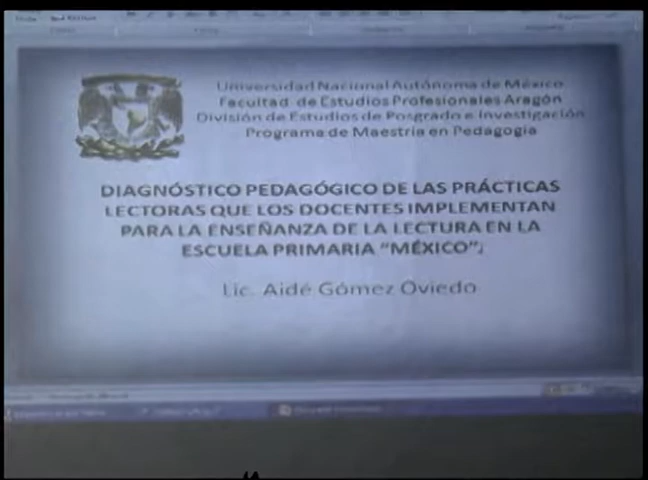 Universidad Nacional Autónoma de México
Facultad de Estudios Profesionales Aragón
División de Estudios de Posgrado e Investigación
Programa de Maestría en Pedagogía
DIAGNÓSTICO PEDAGÓGICO DE LAS PRÁCTICAS
LECTORAS QUE LOS DOCENTES IMPLEMENTAN
PARA LA ENSEÑANZA DE LA LECTURA EN LA
ESCUELA PRIMARIA “MÉXICO”.
Lic. Aidé Gómez Oviedo